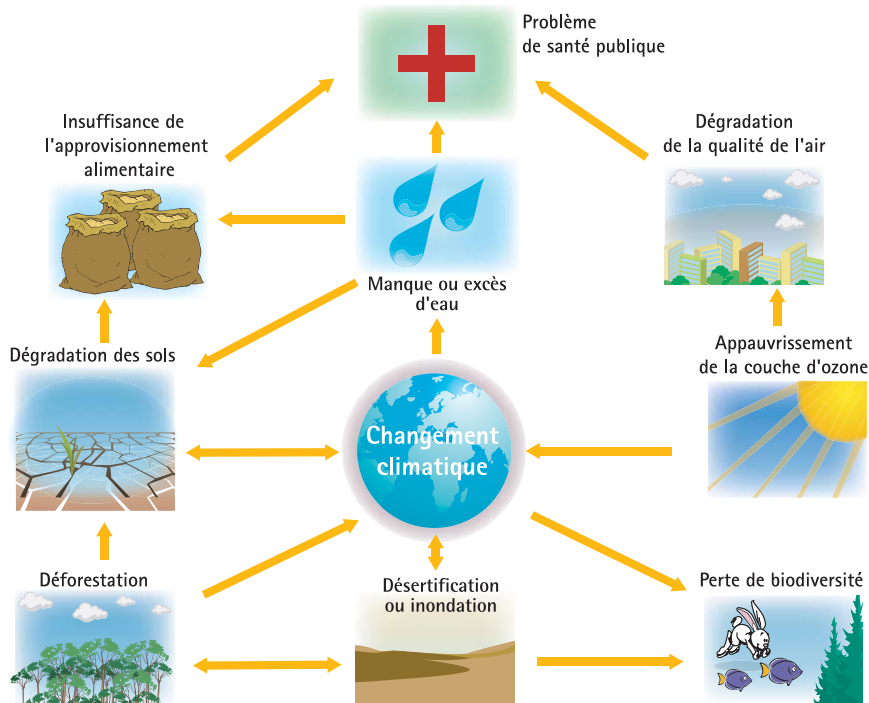 Problème
de santé publique
Insuffisance de
l'approvisionnement
alimentaire
Dégradation
de la qualité de l'air
Manque ou excès
d'eau
Dégradation des sols
Appauvrissement
de la couche d'ozone
Changement
climatique
Déforestation
Désertification
ou inondation
Perte de biodiversité